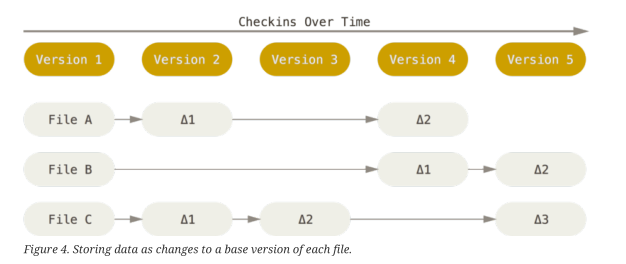 Checkins Over Time
Version 1 Version 2 Version 3 Version 4 Version 5
File A Δ1 Δ2
File B Δ1 Δ2
File C Δ1 Δ2 Δ3
Figure 4. Storing data as changes to a base version of each file.